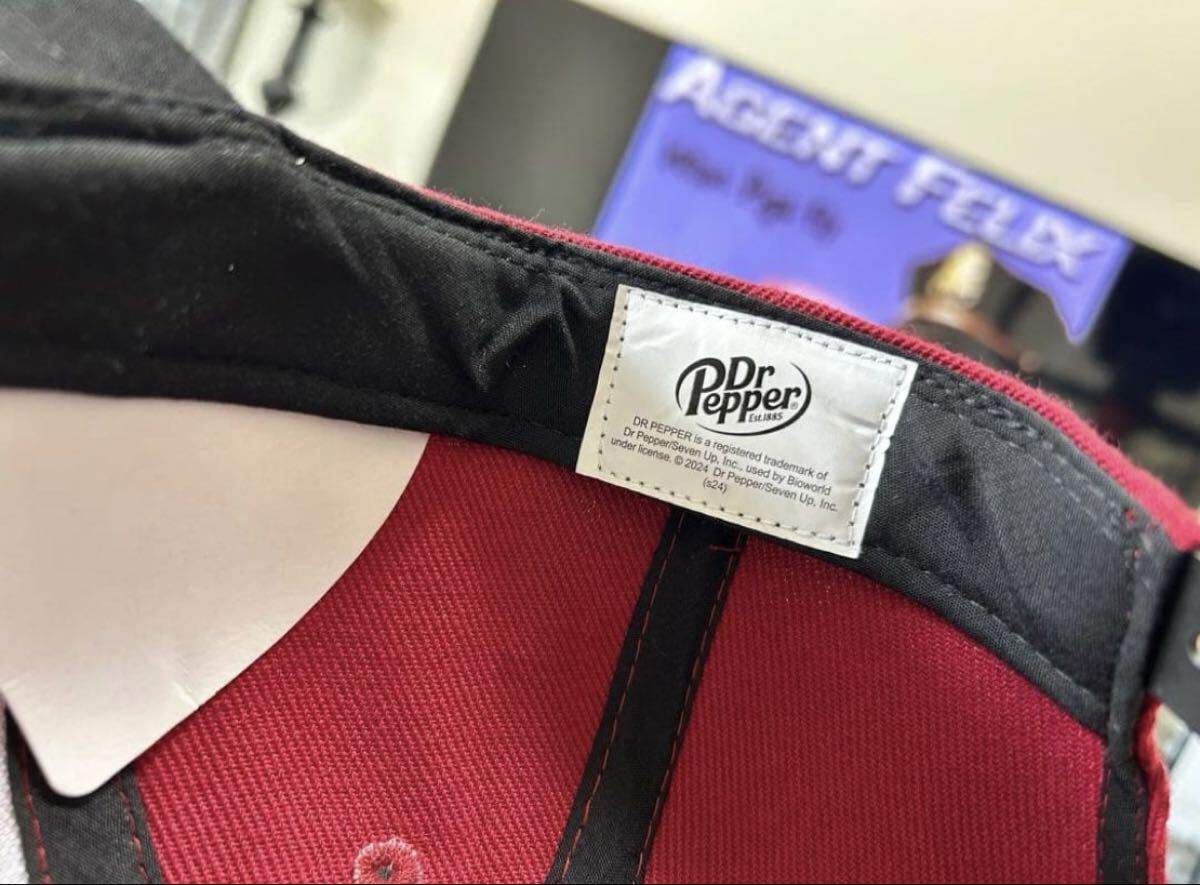 AGENT FELIX
Dr
Pepper®
Est.1885
DR PEPPER is a registered trademark of
Dr Pepper/Seven Up, Inc., used by Bioworld
under license. © 2024 Dr Pepper/Seven Up, Inc.
(s24)